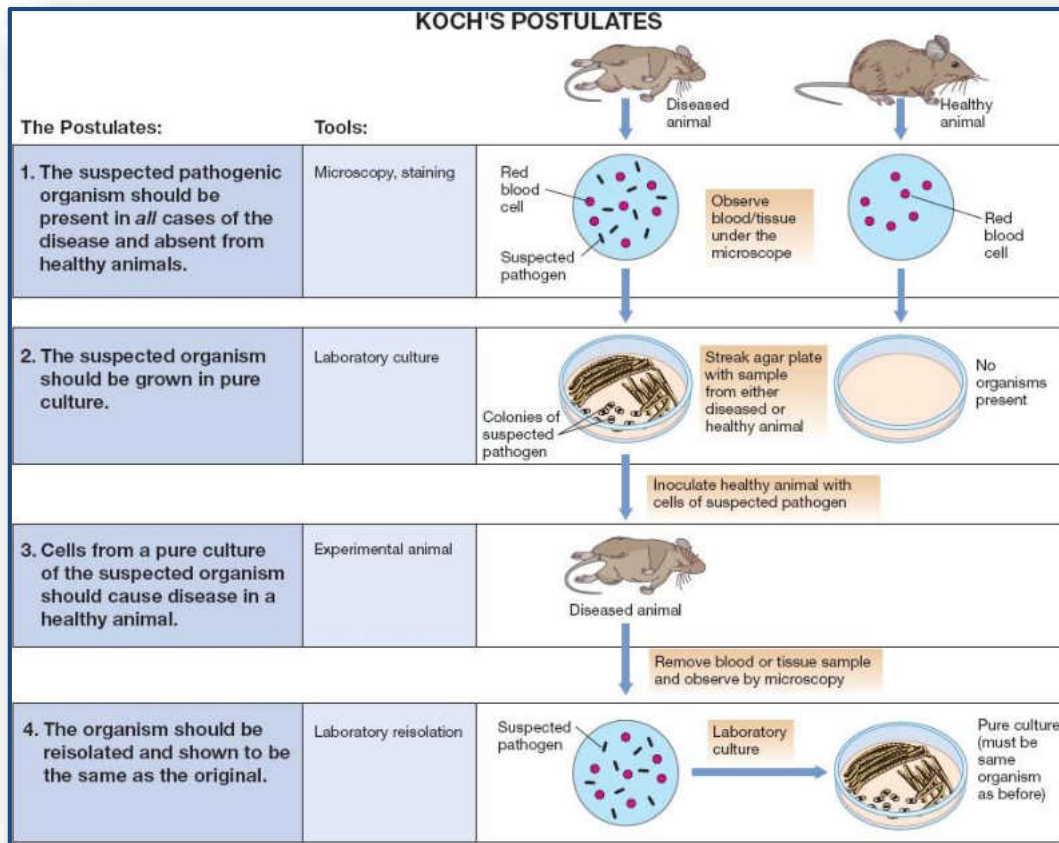 KOCH'S POSTULATES
Diseased
animal
Healthy
animal
The Postulates:
Tools:
1. The suspected pathogenic
organism should be
present in all cases of the
disease and absent from
healthy animals.
Microscopy, staining
Red
blood
cell
Suspected
pathogen
Observe
blood/tissue
under the
microscope
Red
blood
cell
2. The suspected organism
should be grown in pure
culture.
Laboratory culture
Colonies of
suspected
pathogen
Streak agar plate
with sample
from either
diseased or
healthy animal
No
organisms
present
Inoculate healthy animal with
cells of suspected pathogen
3. Cells from a pure culture
of the suspected organism
should cause disease in a
healthy animal.
Experimental animal
Diseased animal
Remove blood or tissue sample
and observe by microscopy
4. The organism should be
reisolated and shown to be
the same as the original.
Laboratory reisolation
Suspected
pathogen
Laboratory
culture
Pure culture
(must be
same
organism
as before)